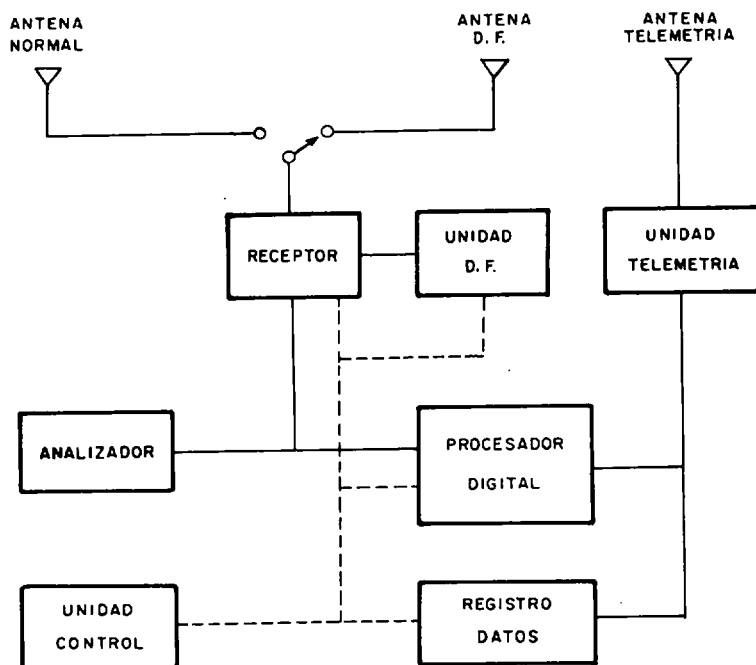 ANTENA
NORMAL
ANTENA
D. F.
ANTENA
TELEMETRIA
RECEPTOR
UNIDAD
D. F.
UNIDAD
TELEMETRIA
ANALIZADOR
PROCESADOR
DIGITAL
UNIDAD
CONTROL
REGISTRO
DATOS